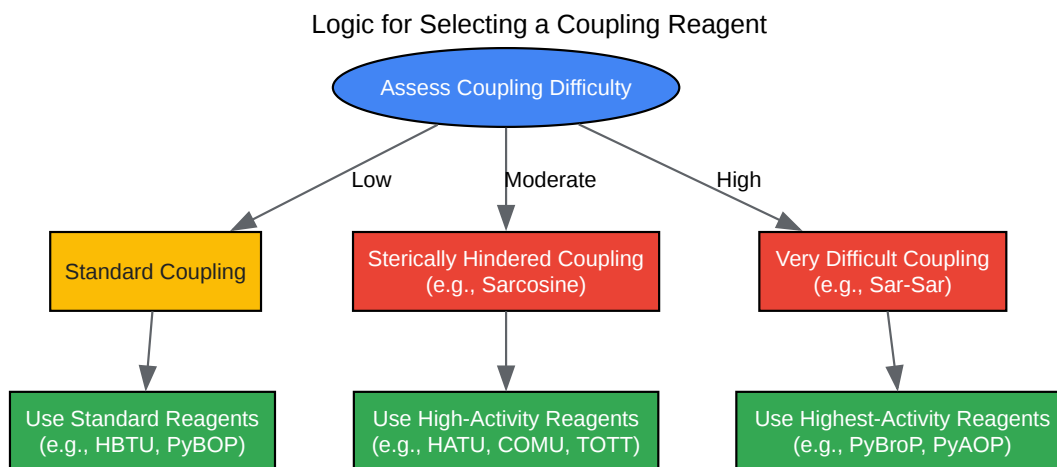 Logic for Selecting a Coupling Reagent
Assess Coupling Difficulty
Low
Moderate
High
Standard Coupling
Sterically Hindered Coupling
(e.g., Sarcosine)
Very Difficult Coupling
(e.g., Sar-Sar)
Use Standard Reagents
(e.g., HBTU, PyBOP)
Use High-Activity Reagents
(e.g., HATU, COMU, TOTT)
Use Highest-Activity Reagents
(e.g., PyBroP, PyAOP)